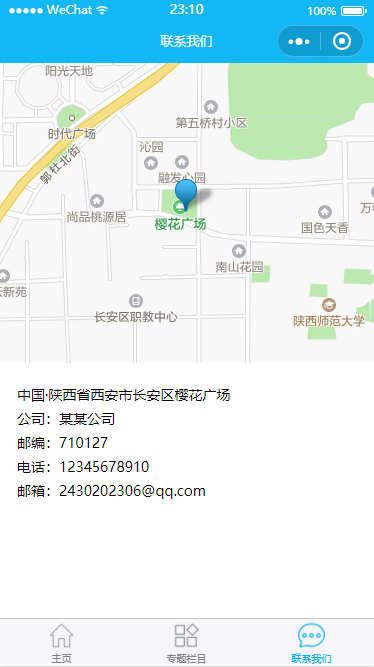 WeChat 23:10 100%
联系我们
阳光天地
时代广场
第五桥村小区
郭杜北街
沁园
融发心园
尚品桃源居
樱花广场
国色天香
万科
南山花园
云新苑
长安区职教中心
陕西师范大学
中国·陕西省西安市长安区樱花广场
公司：某某公司
邮编：710127
电话：12345678910
邮箱：2430202306@qq.com
主页 专题栏目 联系我们